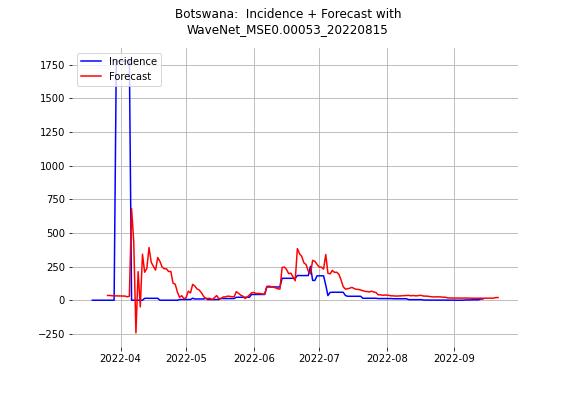 Botswana:  Incidence + Forecast with
WaveNet_MSE0.00053_20220815
Incidence
Forecast
1750
1500
1250
1000
750
500
250
0
−250
2022-04 2022-05 2022-06 2022-07 2022-08 2022-09